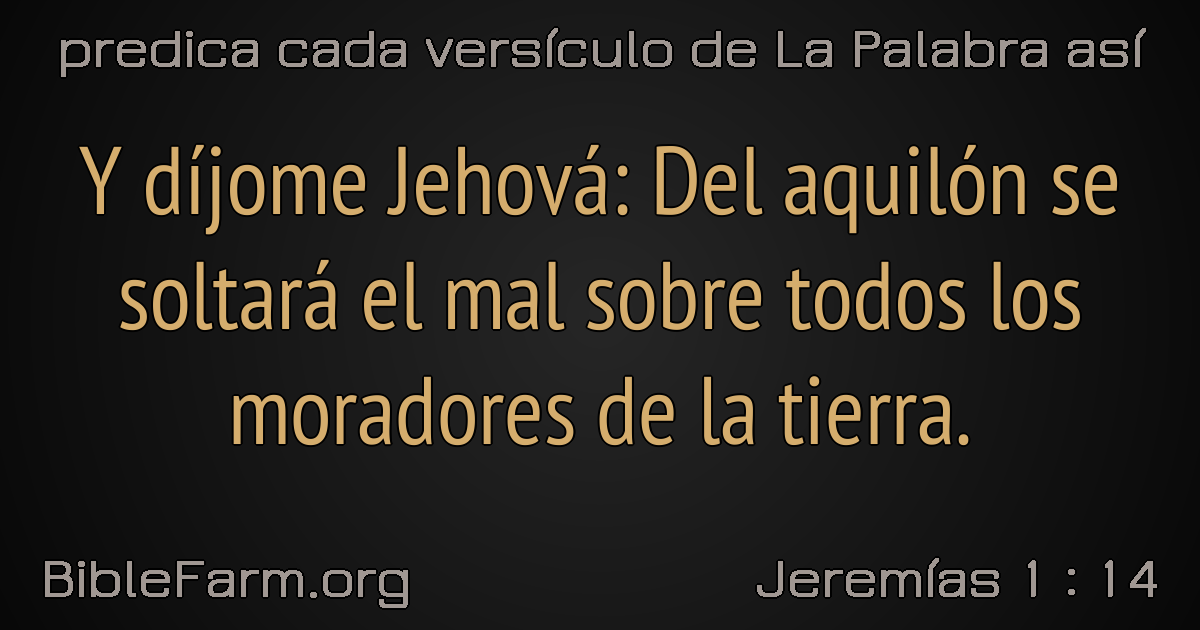 predica cada versículo de La Palabra así
Y díjome Jehová: Del aquilón se
soltará el mal sobre todos los
moradores de la tierra.
BibleFarm.org
Jeremías 1 : 14